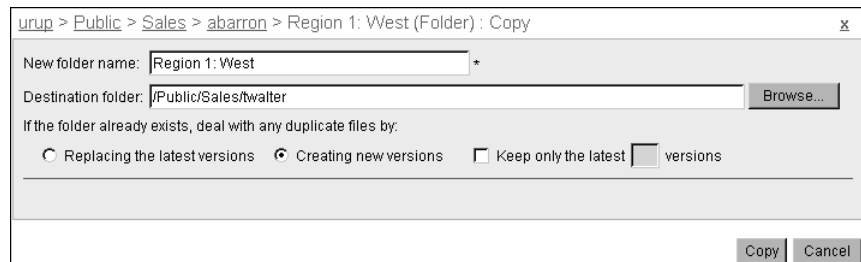 urup > Public > Sales > abarron > Region 1: West (Folder) : Copy x
New folder name: Region 1: West *
Destination folder: /Public/Sales/twalter Browse...
If the folder already exists, deal with any duplicate files by:
Replacing the latest versions Creating new versions Keep only the latest versions
Copy Cancel